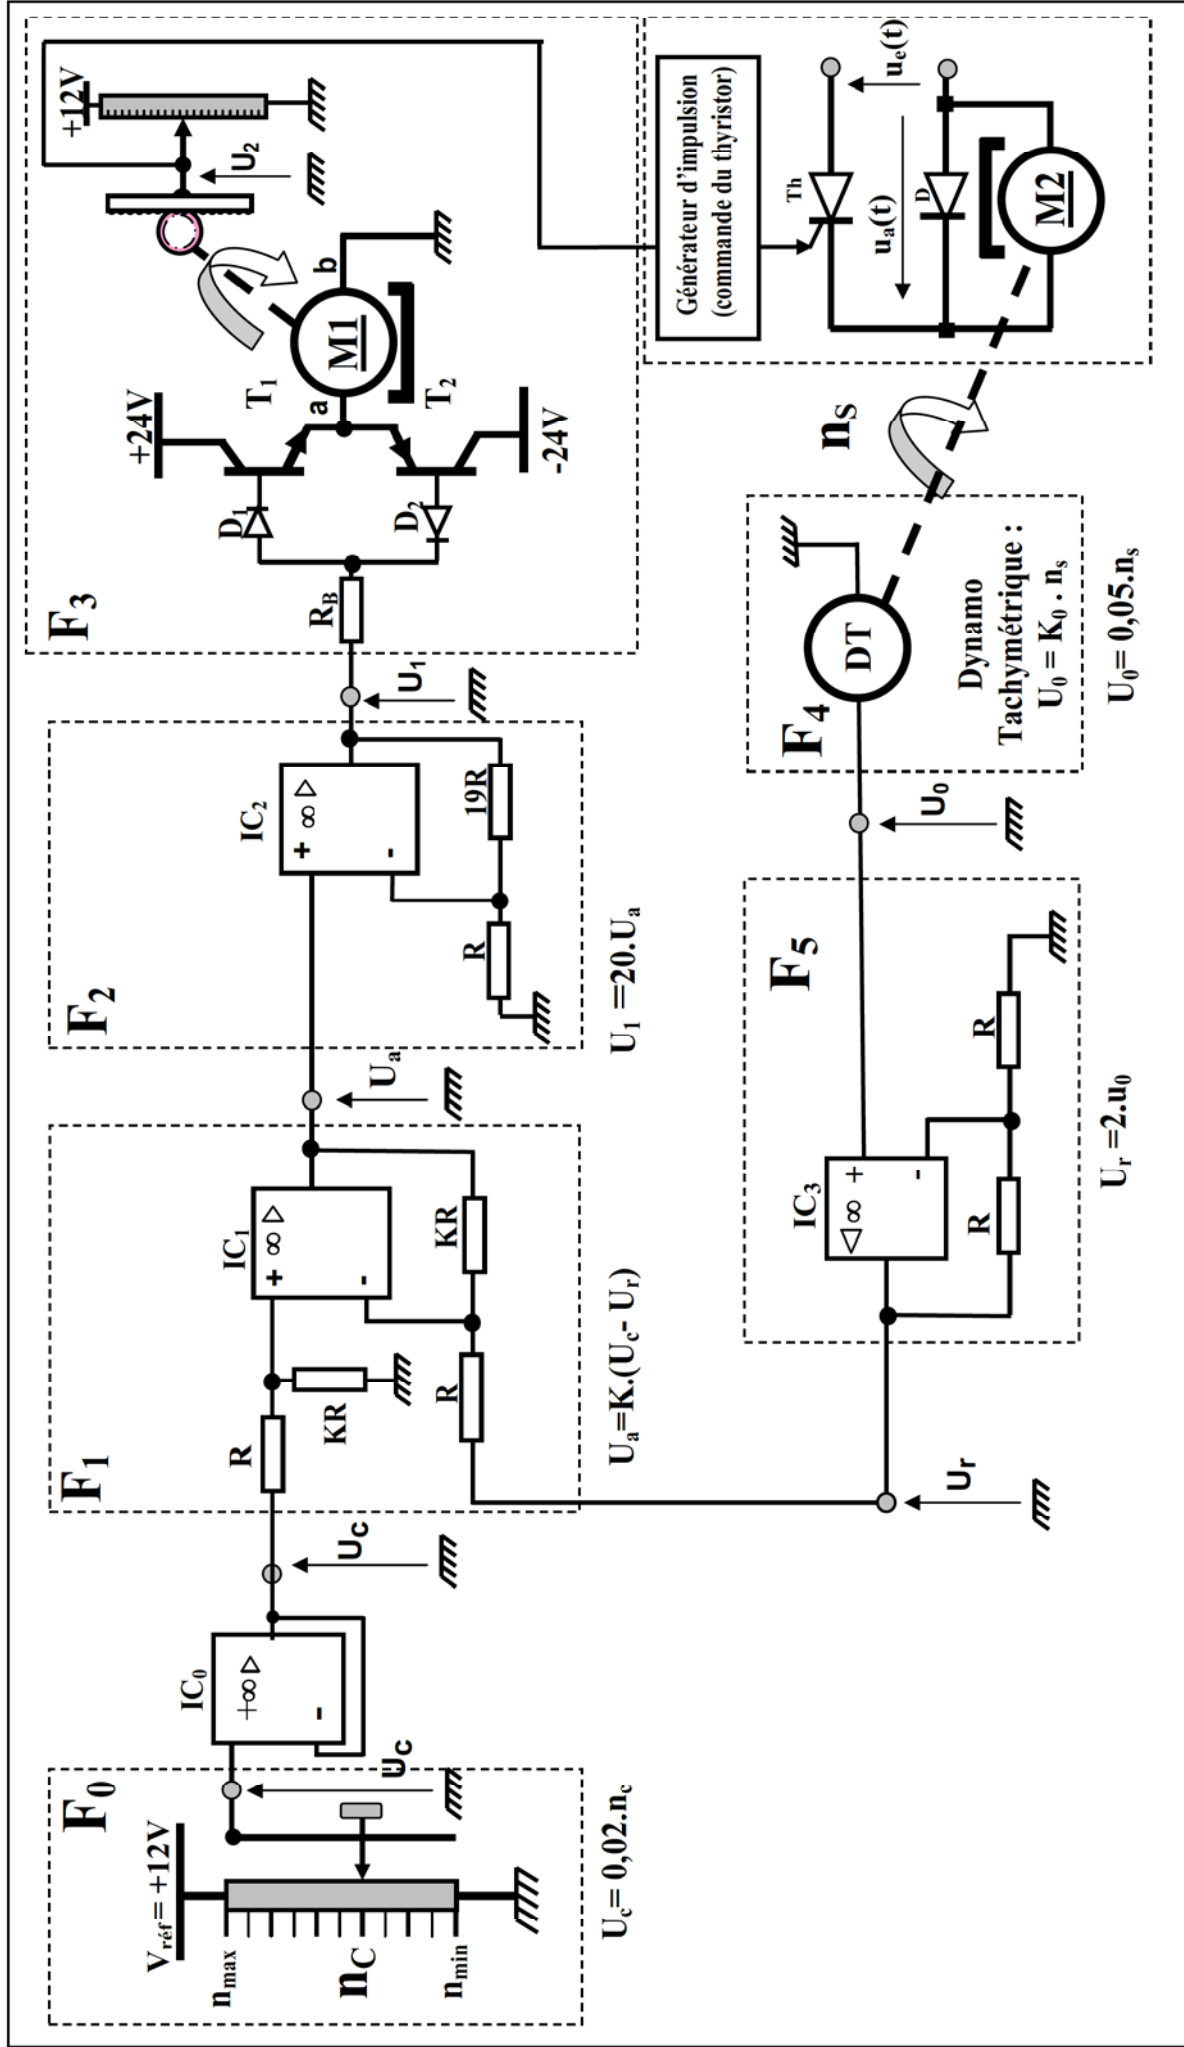 F0
Vréf= +12V
nmax
nC
nmin
Uc
Uc= 0,02.nc
IC0
+∞▷
-
Uc
F1
R
KR
IC1
+ ∞▷
-
R
KR
Ua=K.(Uc- Ur)
Ua
F2
IC2
+ ∞▷
-
R
19R
U1 =20.Ua
U1
F3
RB
D1
D2
+24V
-24V
T1
T2
a
M1
b
+12V
U2
Générateur d'impulsion
(commande du thyristor)
Th
ue(t)
ua(t)
D
M2
nS
F4
DT
Dynamo
Tachymétrique :
U0 = K0 . ns
U0= 0,05.ns
U0
F5
IC3
◁∞ +
-
R
R
Ur =2.u0
Ur